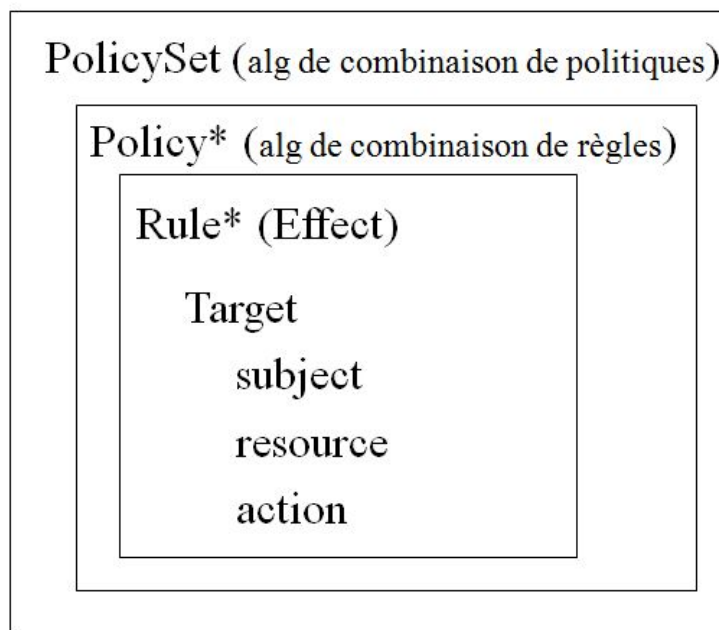 PolicySet (alg de combinaison de politiques)
Policy* (alg de combinaison de règles)
Rule* (Effect)
Target
subject
resource
action